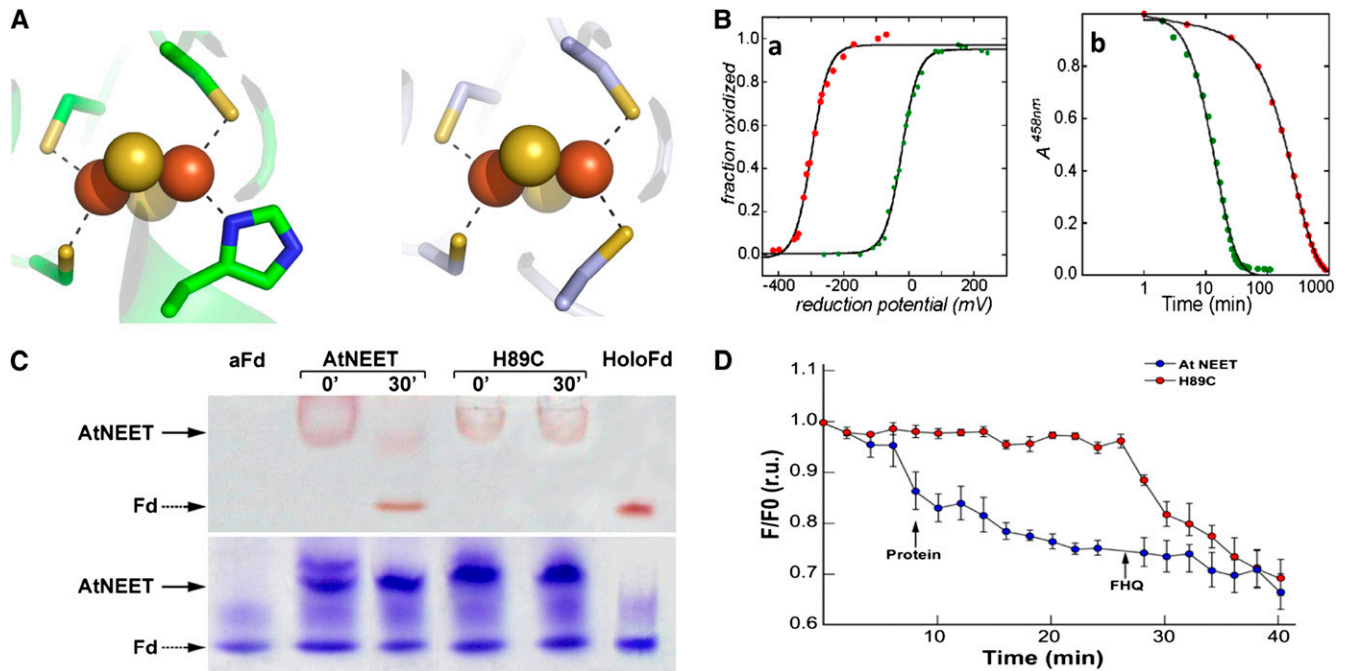 A
B
a
fraction oxidized
1.0
0.8
0.6
0.4
0.2
0.0
-400 -200 0 200
reduction potential (mV)
b
A 458nm
0.8
0.6
0.4
0.2
0.0
1 10 100 1000
Time (min)
C
aFd AtNEET H89C HoloFd
0' 30' 0' 30'
AtNEET
Fd
AtNEET
Fd
D
At NEET
H89C
F/F0 (r.u.)
1.0
0.9
0.8
0.7
0.6
Protein
FHQ
10 20 30 40
Time (min)